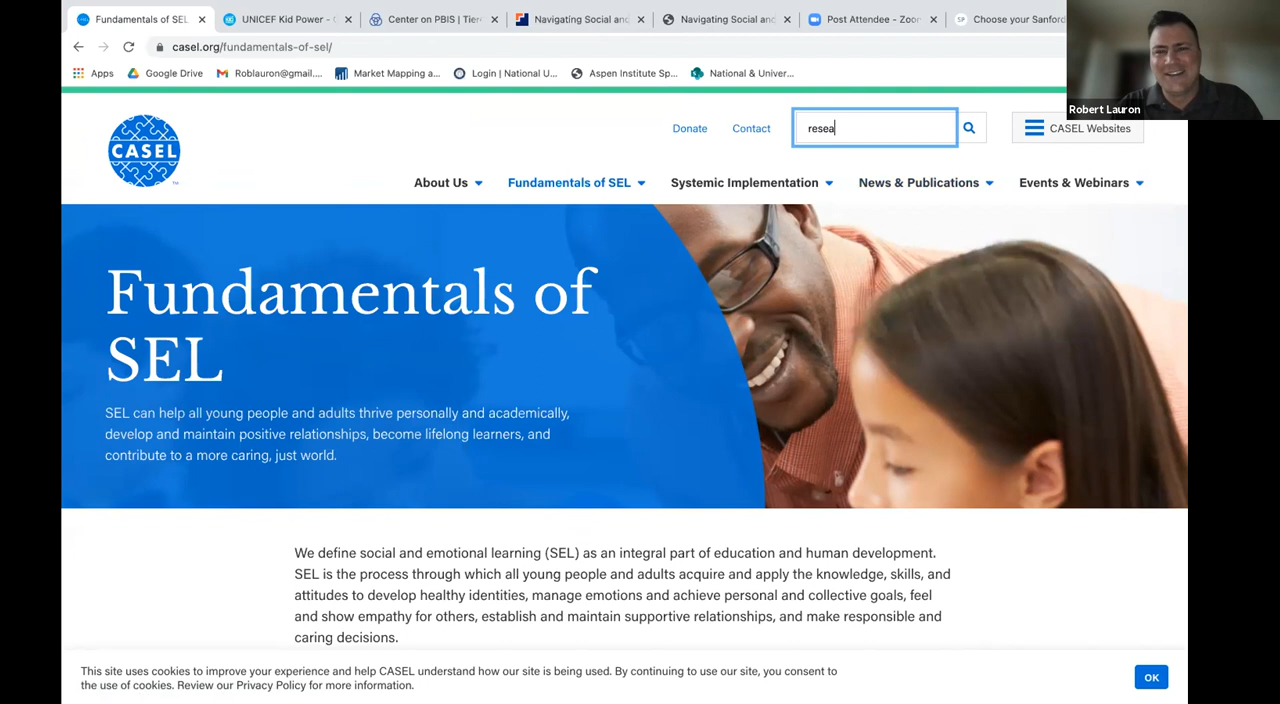 Fundamentals of SEL
UNICEF Kid Power -
Center on PBIS | Tier
Navigating Social and
Navigating Social and
Post Attendee - Zoom
Choose your Sanford
casel.org/fundamentals-of-sel/
Apps
Google Drive
Roblauron@gmail....
Market Mapping a...
Login | National U...
Aspen Institute Sp...
National & Univer...
Robert Lauron
CASEL
TM
Donate
Contact
resea
CASEL Websites
About Us
Fundamentals of SEL
Systemic Implementation
News & Publications
Events & Webinars
Fundamentals of
SEL
SEL can help all young people and adults thrive personally and academically,
develop and maintain positive relationships, become lifelong learners, and
contribute to a more caring, just world.
We define social and emotional learning (SEL) as an integral part of education and human development.
SEL is the process through which all young people and adults acquire and apply the knowledge, skills, and
attitudes to develop healthy identities, manage emotions and achieve personal and collective goals, feel
and show empathy for others, establish and maintain supportive relationships, and make responsible and
caring decisions.
This site uses cookies to improve your experience and help CASEL understand how our site is being used. By continuing to use our site, you consent to
the use of cookies. Review our Privacy Policy for more information.
OK